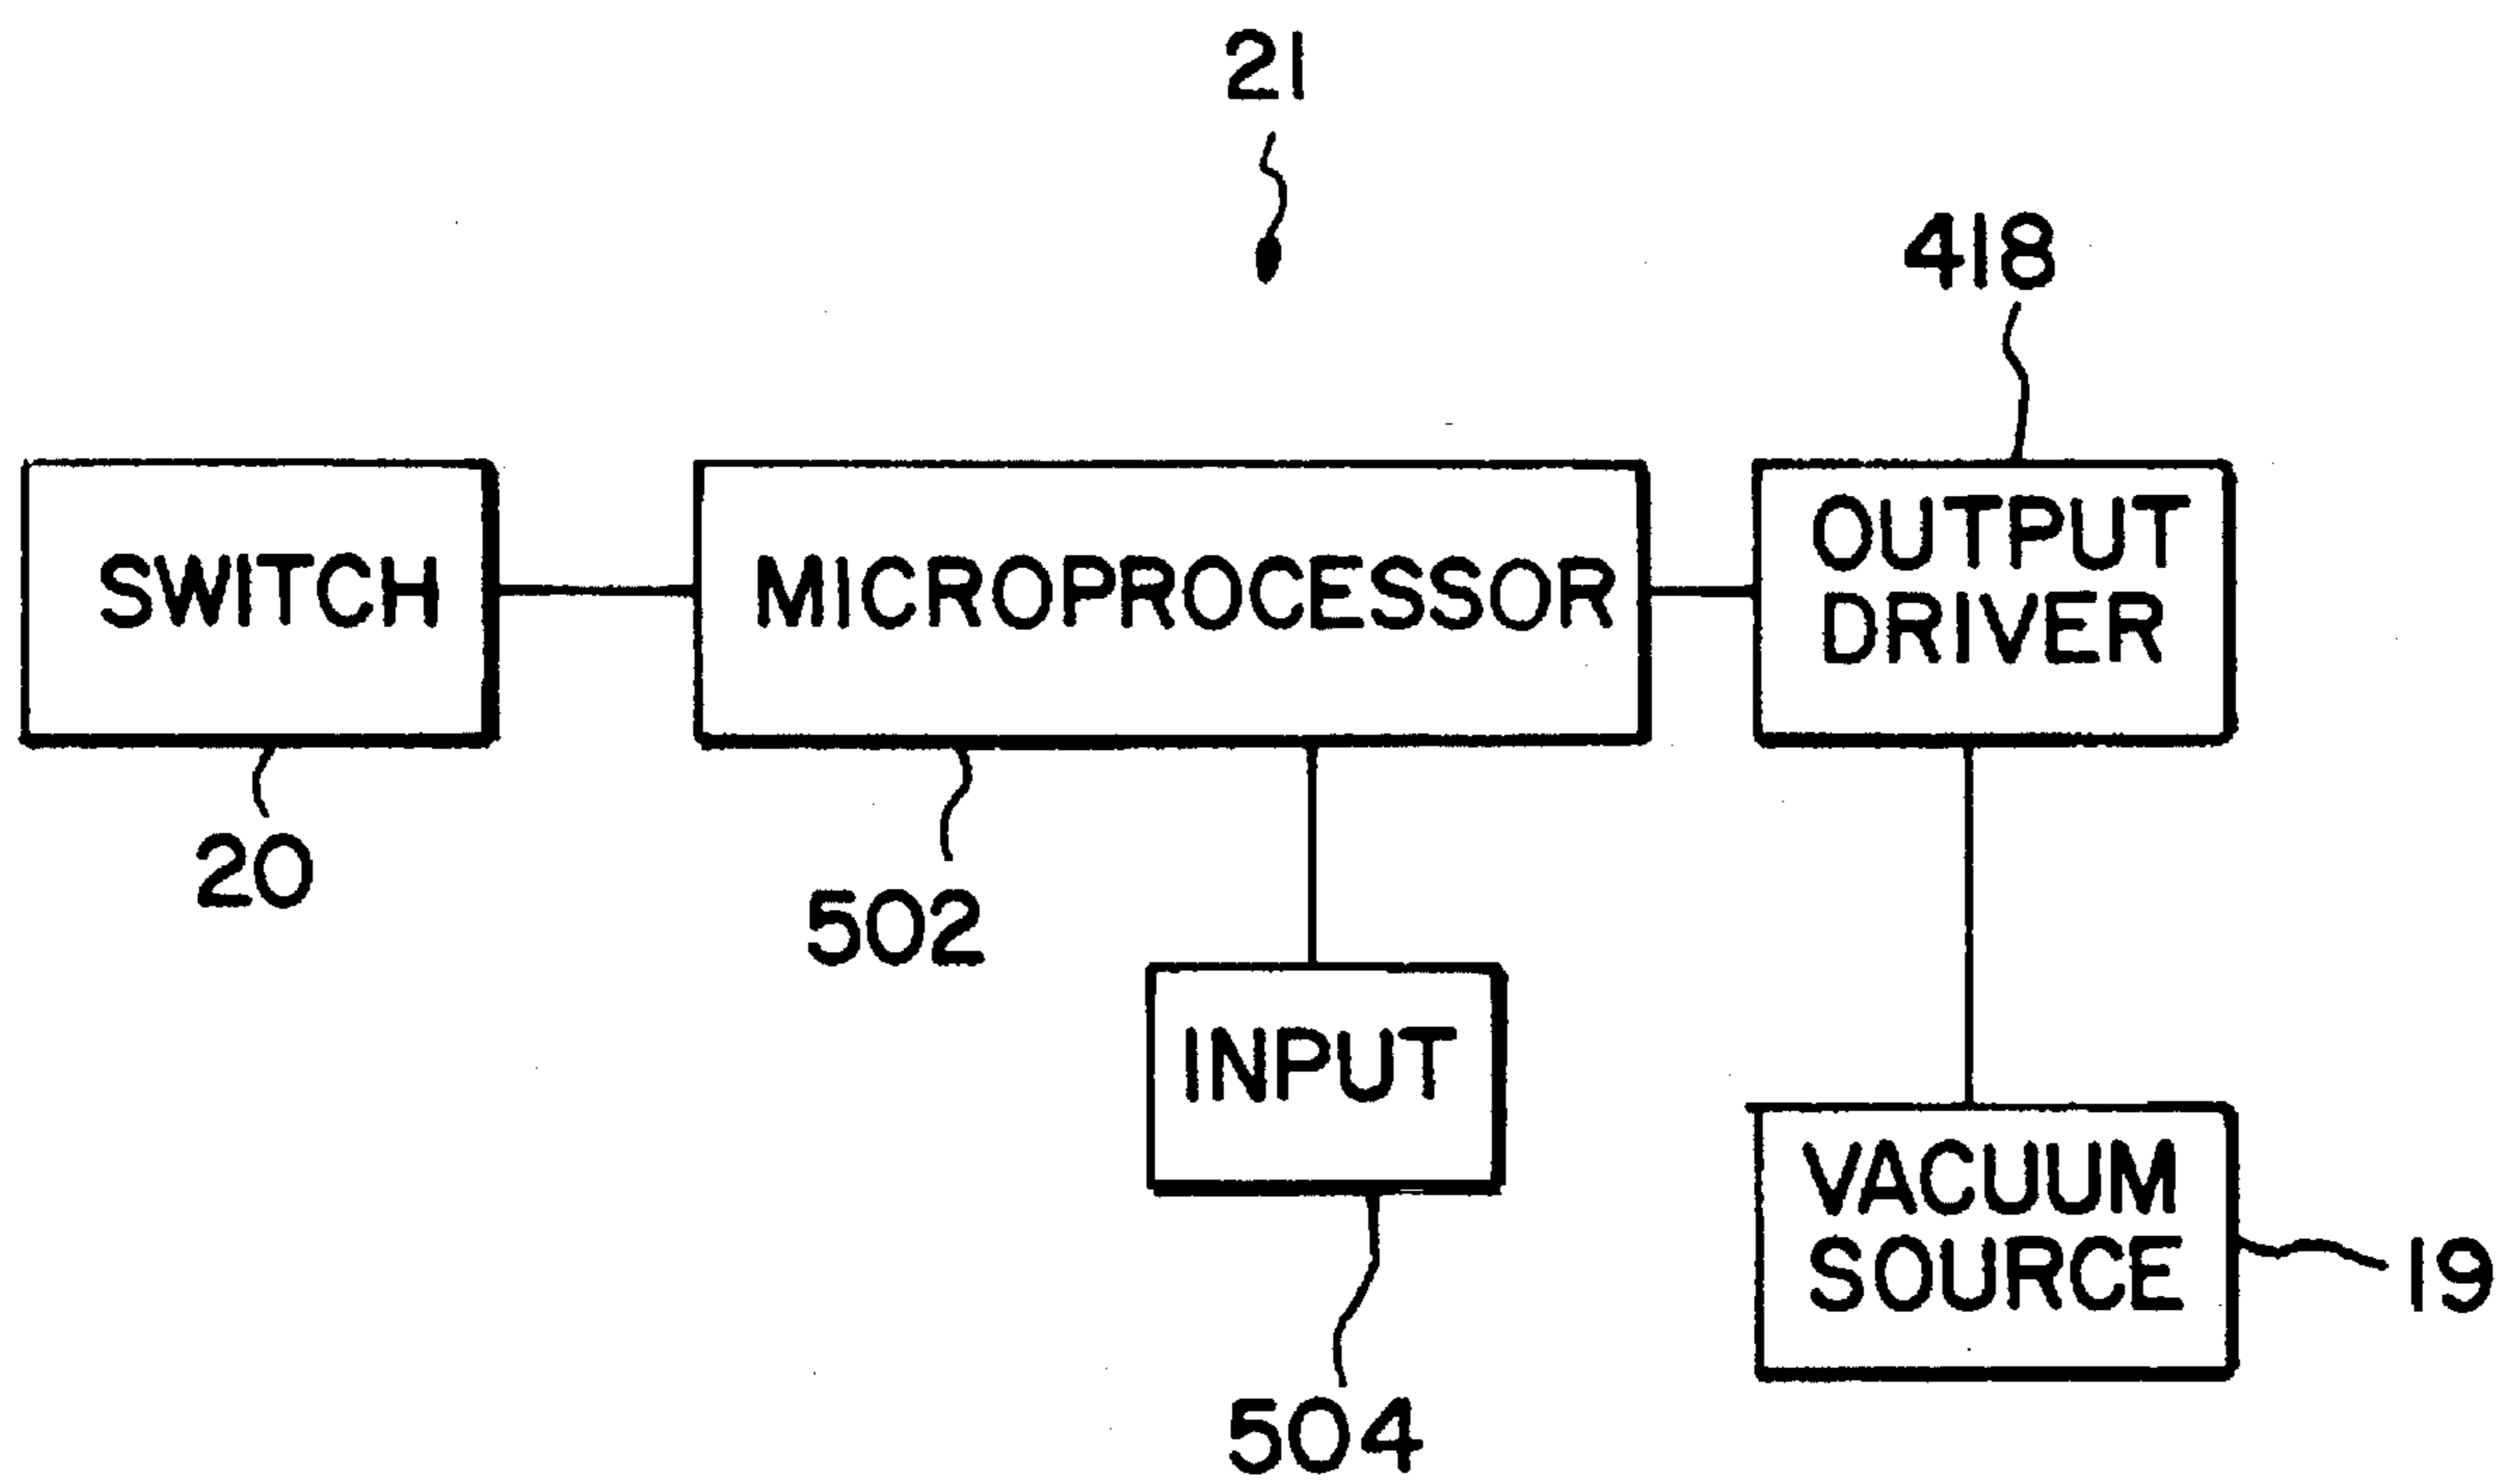 21
418
SWITCH
MICROPROCESSOR
OUTPUT
DRIVER
20
502
INPUT
VACUUM
SOURCE
19
504